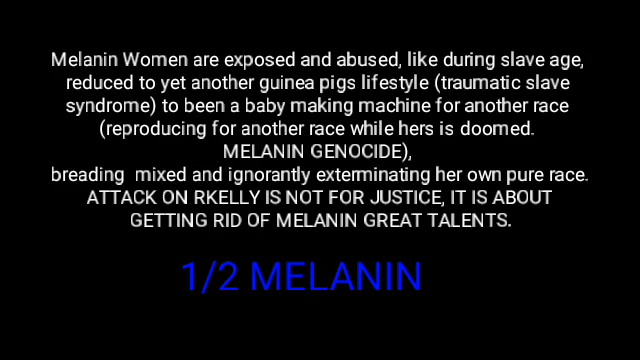 Melanin Women are exposed and abused, like during slave age,
reduced to yet another guinea pigs lifestyle (traumatic slave
syndrome) to been a baby making machine for another race
(reproducing for another race while hers is doomed.
MELANIN GENOCIDE),
breading  mixed and ignorantly exterminating her own pure race.
ATTACK ON RKELLY IS NOT FOR JUSTICE, IT IS ABOUT
GETTING RID OF MELANIN GREAT TALENTS.
1/2 MELANIN